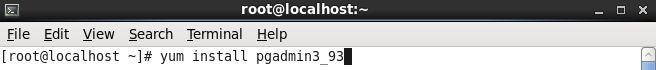 root@localhost:~
File Edit View Search Terminal Help
[root@localhost ~]# yum install pgadmin3_93